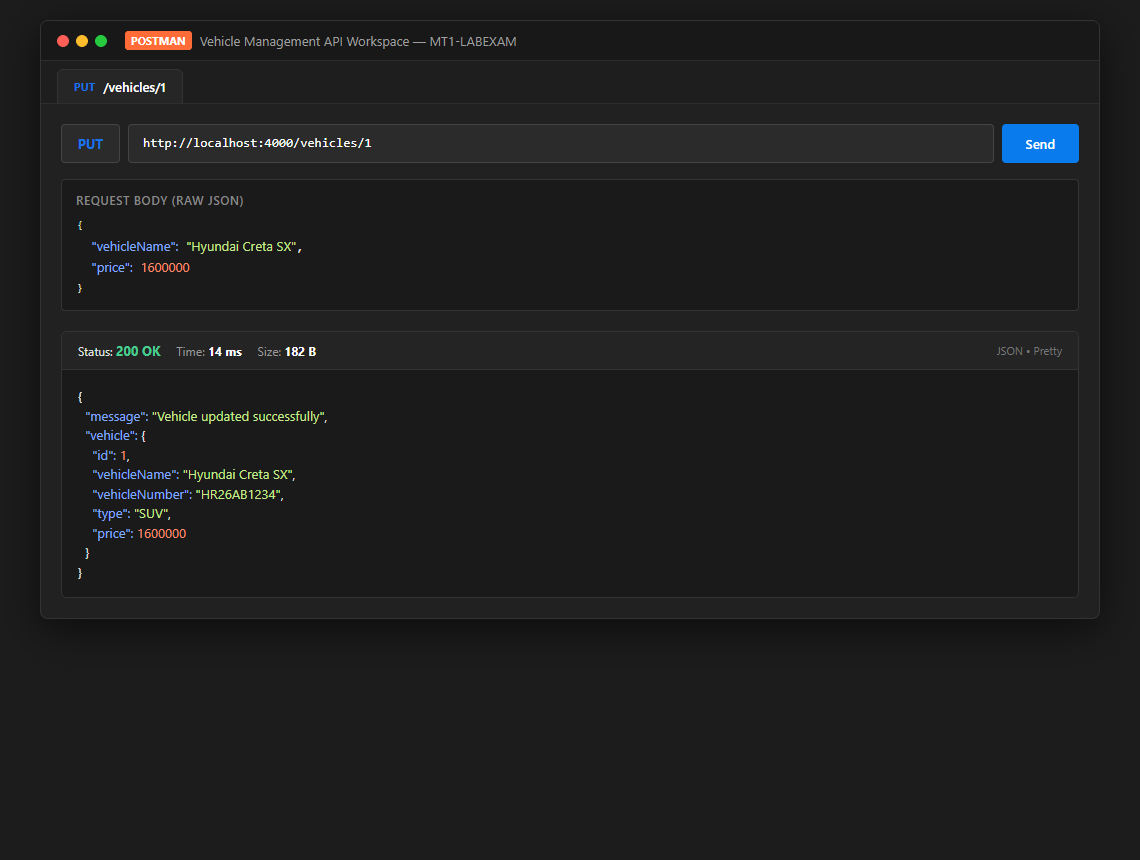 POSTMAN Vehicle Management API Workspace — MT1-LABEXAM
PUT /vehicles/1
PUT http://localhost:4000/vehicles/1 Send
REQUEST BODY (RAW JSON)
{
"vehicleName": "Hyundai Creta SX",
"price": 1600000
}
Status: 200 OK Time: 14 ms Size: 182 B JSON • Pretty
{
"message": "Vehicle updated successfully",
"vehicle": {
"id": 1,
"vehicleName": "Hyundai Creta SX",
"vehicleNumber": "HR26AB1234",
"type": "SUV",
"price": 1600000
}
}